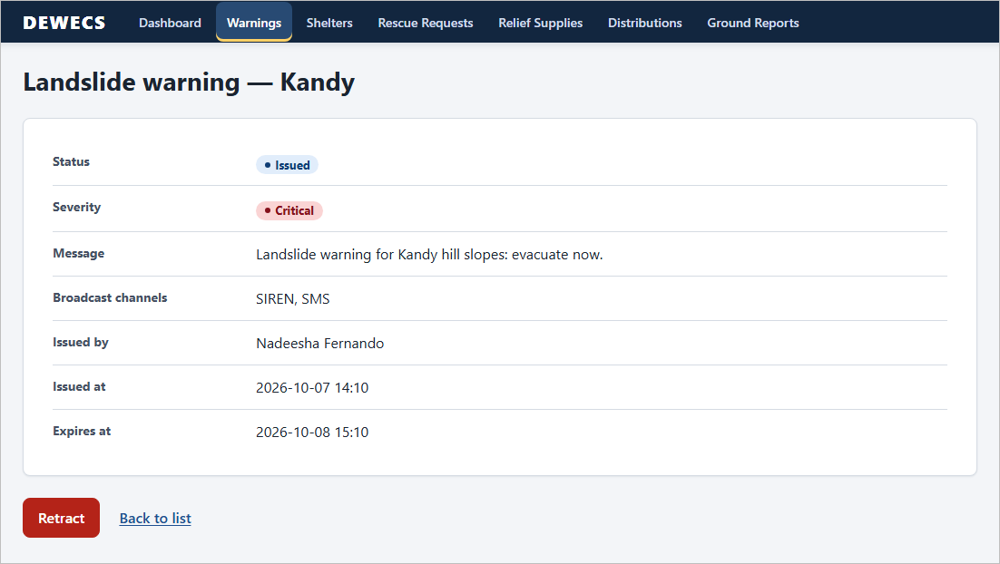 DEWECS Dashboard Warnings Shelters Rescue Requests Relief Supplies Distributions Ground Reports
Landslide warning — Kandy
Status Issued
Severity Critical
Message Landslide warning for Kandy hill slopes: evacuate now.
Broadcast channels SIREN, SMS
Issued by Nadeesha Fernando
Issued at 2026-10-07 14:10
Expires at 2026-10-08 15:10
Retract Back to list